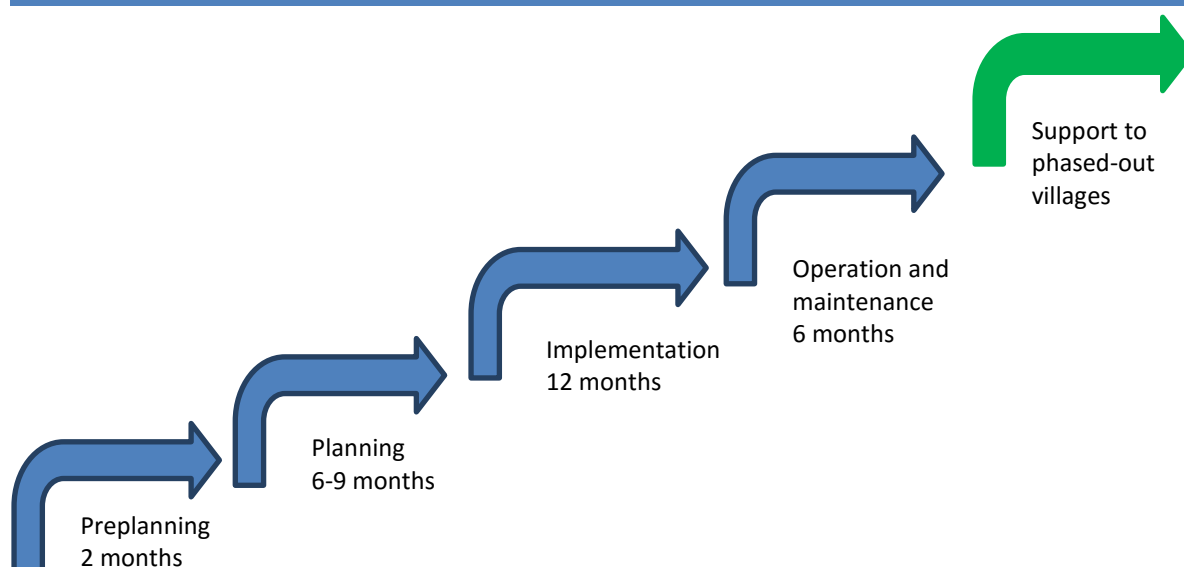 Support to
phased-out
villages
Operation and
maintenance
6 months
Implementation
12 months
Planning
6-9 months
Preplanning
2 months